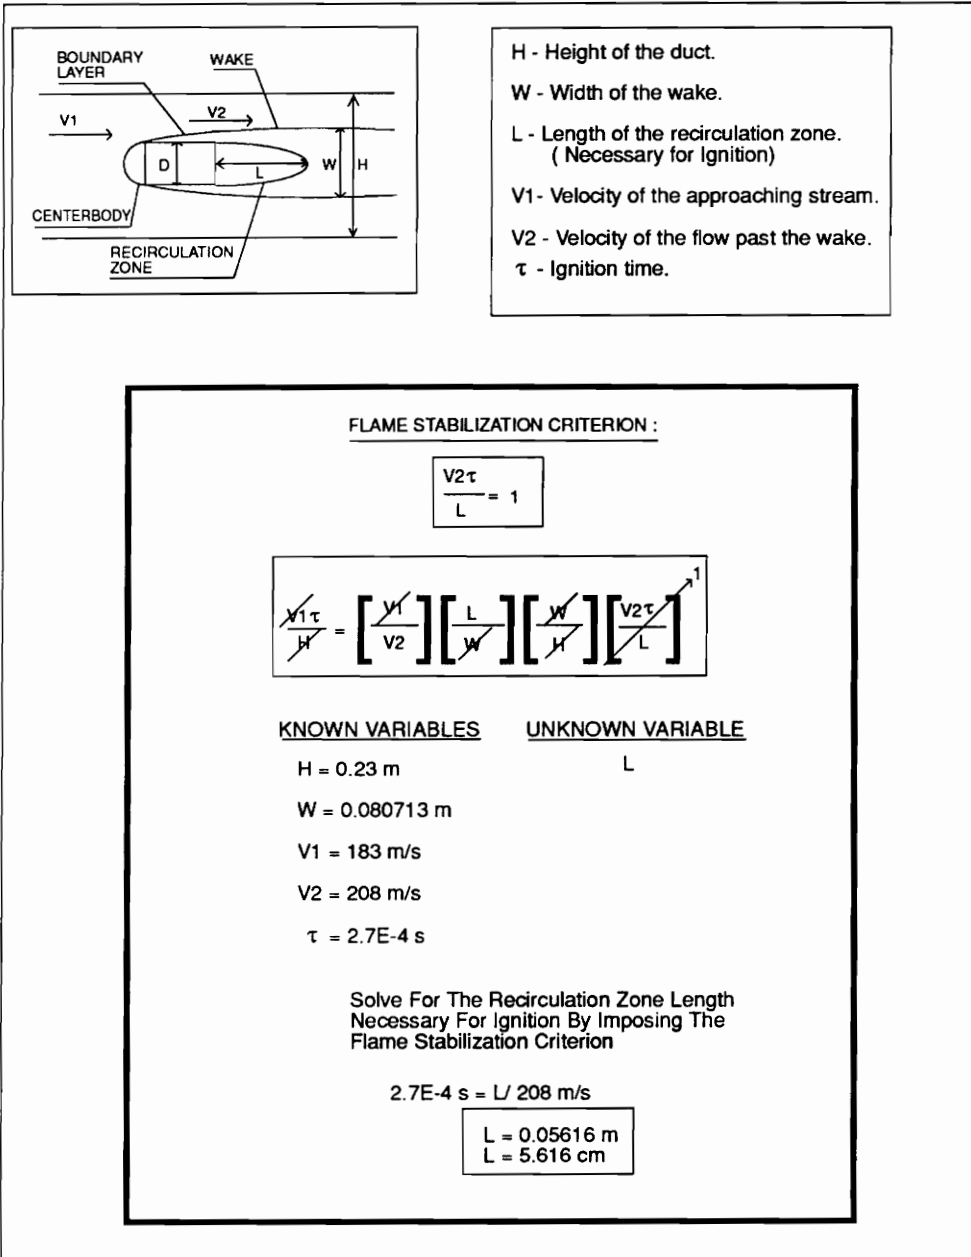 BOUNDARY
LAYER
WAKE
V1
V2
D
L
W
H
CENTERBODY
RECIRCULATION
ZONE
H - Height of the duct.
W - Width of the wake.
L - Length of the recirculation zone.
( Necessary for Ignition)
V1- Velocity of the approaching stream.
V2 - Velocity of the flow past the wake.
τ - Ignition time.
FLAME STABILIZATION CRITERION :
V2τ
= 1
L
1
V1τ = [V1] [L] [W] [V2τ]
H V2 W H L
KNOWN VARIABLES UNKNOWN VARIABLE
H = 0.23 m L
W = 0.080713 m
V1 = 183 m/s
V2 = 208 m/s
τ = 2.7E-4 s
Solve For The Recirculation Zone Length
Necessary For Ignition By Imposing The
Flame Stabilization Criterion
2.7E-4 s = L/ 208 m/s
L = 0.05616 m
L = 5.616 cm